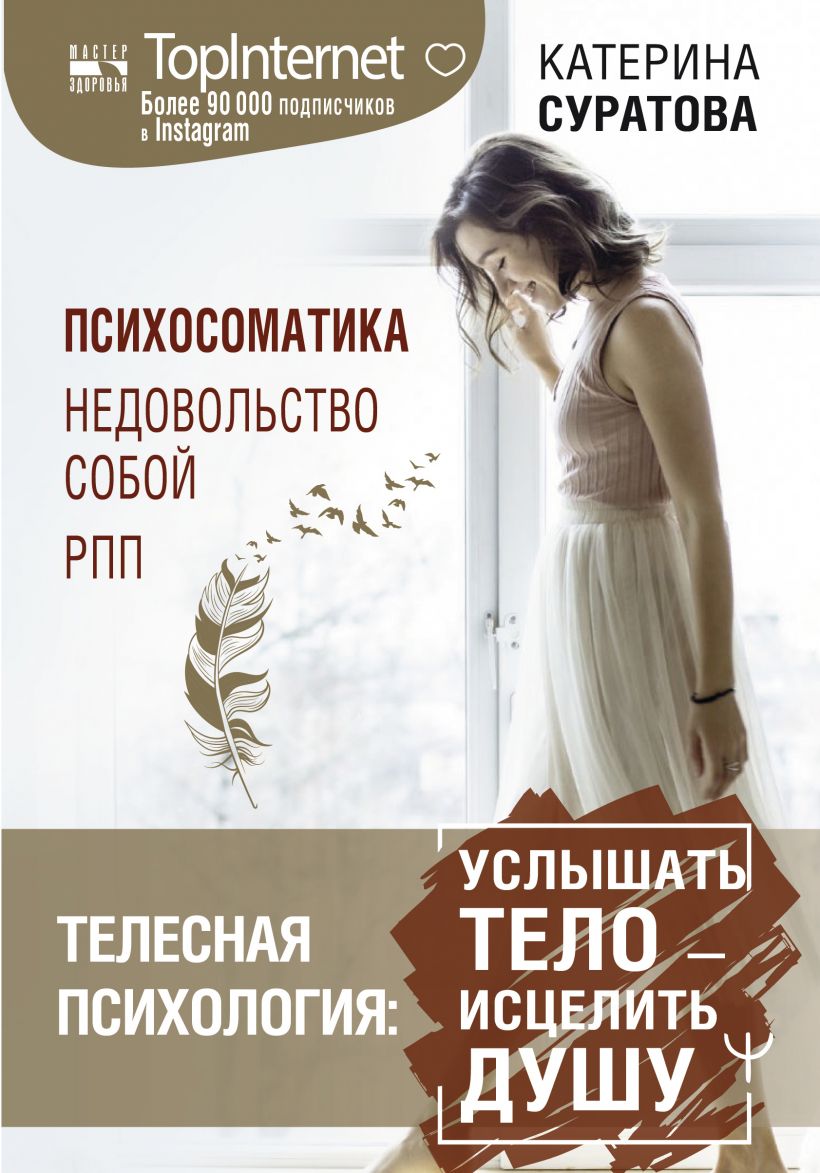 МАСТЕР
ЗДОРОВЬЯ
TopInternet
Более 90 000 подписчиков
в Instagram
КАТЕРИНА
СУРАТОВА
ПСИХОСОМАТИКА
НЕДОВОЛЬСТВО
СОБОЙ
РПП
ТЕЛЕСНАЯ
ПСИХОЛОГИЯ:
УСЛЫШАТЬ
ТЕЛО –
ИСЦЕЛИТЬ
ДУШУ